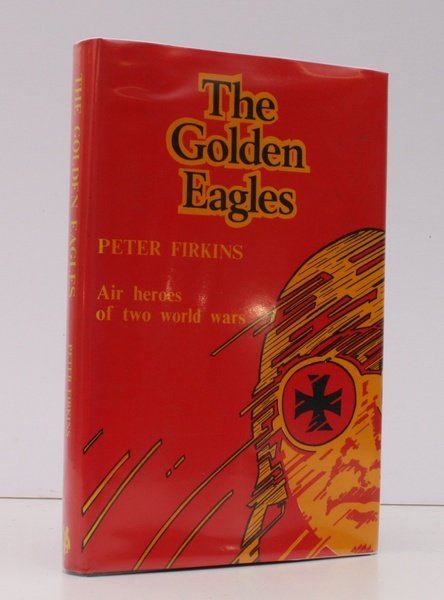 The
Golden
Eagles
PETER FIRKINS
Air heroes
of two world wars
THE GOLDEN EAGLES
PETER FIRKINS